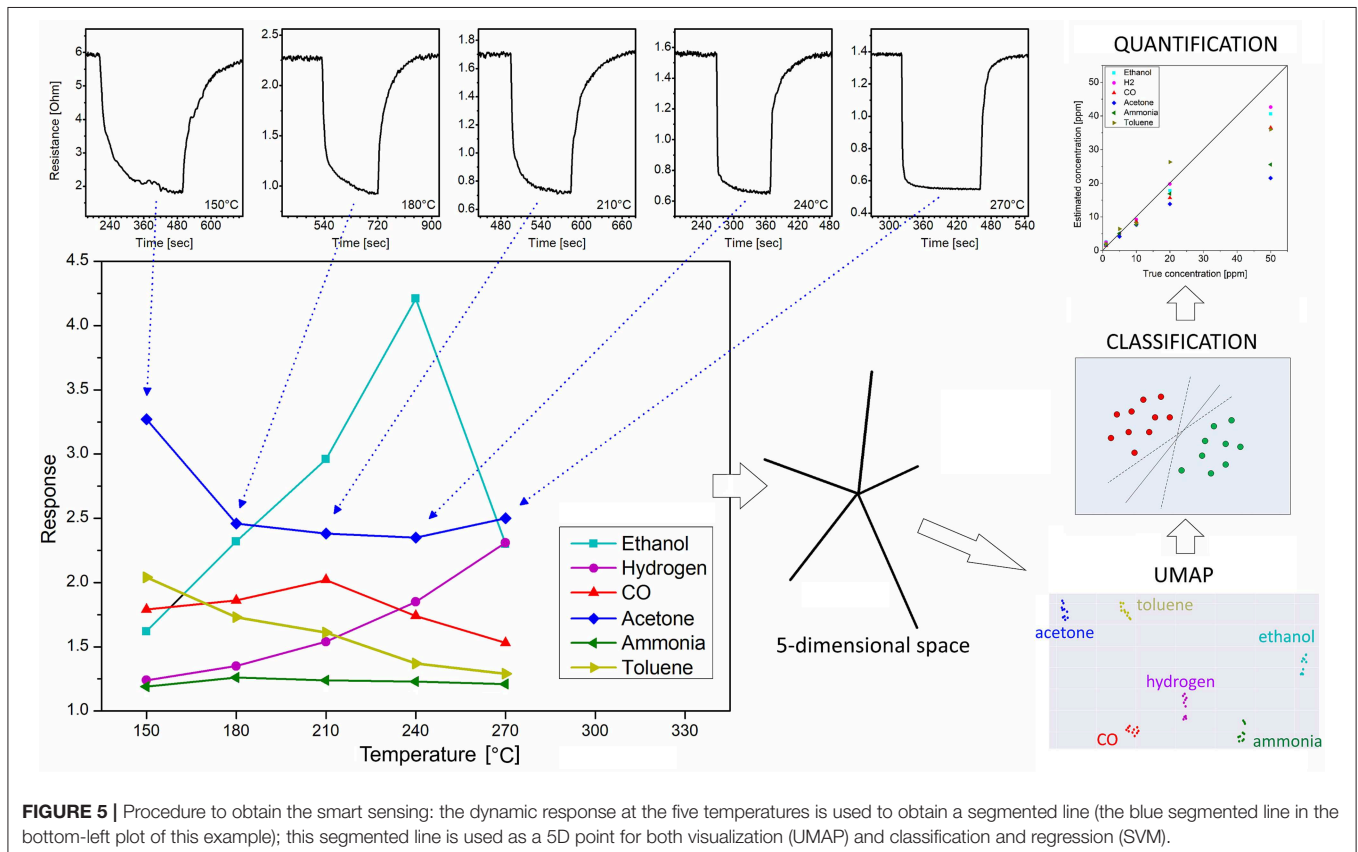 6
5
4
3
2
Resistance [Ohm]
150°C
240 360 480 600
Time [sec]
2.5
2.0
1.5
1.0
180°C
540 720 900
Time [sec]
1.8
1.6
1.4
1.2
1.0
0.8
0.6
210°C
480 540 600 660
Time [sec]
1.6
1.4
1.2
1.0
0.8
0.6
240°C
180 270 360 450
Time [sec]
1.4
1.2
1.0
0.8
0.6
0.4
270°C
300 360 420 480 540
Time [sec]
QUANTIFICATION
Ethanol
H2
CO
Acetone
Ammonia
Toluene
50
40
30
20
10
0
Estimated concentration [ppm]
0 10 20 30 40 50
True concentration [ppm]
4.5
4.0
3.5
3.0
2.5
2.0
1.5
1.0
Response
Ethanol
Hydrogen
CO
Acetone
Ammonia
Toluene
150 180 210 240 270 300 330
Temperature [°C]
5-dimensional space
CLASSIFICATION
UMAP
acetone
toluene
ethanol
hydrogen
CO
ammonia
FIGURE 5 | Procedure to obtain the smart sensing: the dynamic response at the five temperatures is used to obtain a segmented line (the blue segmented line in the
bottom-left plot of this example); this segmented line is used as a 5D point for both visualization (UMAP) and classification and regression (SVM).